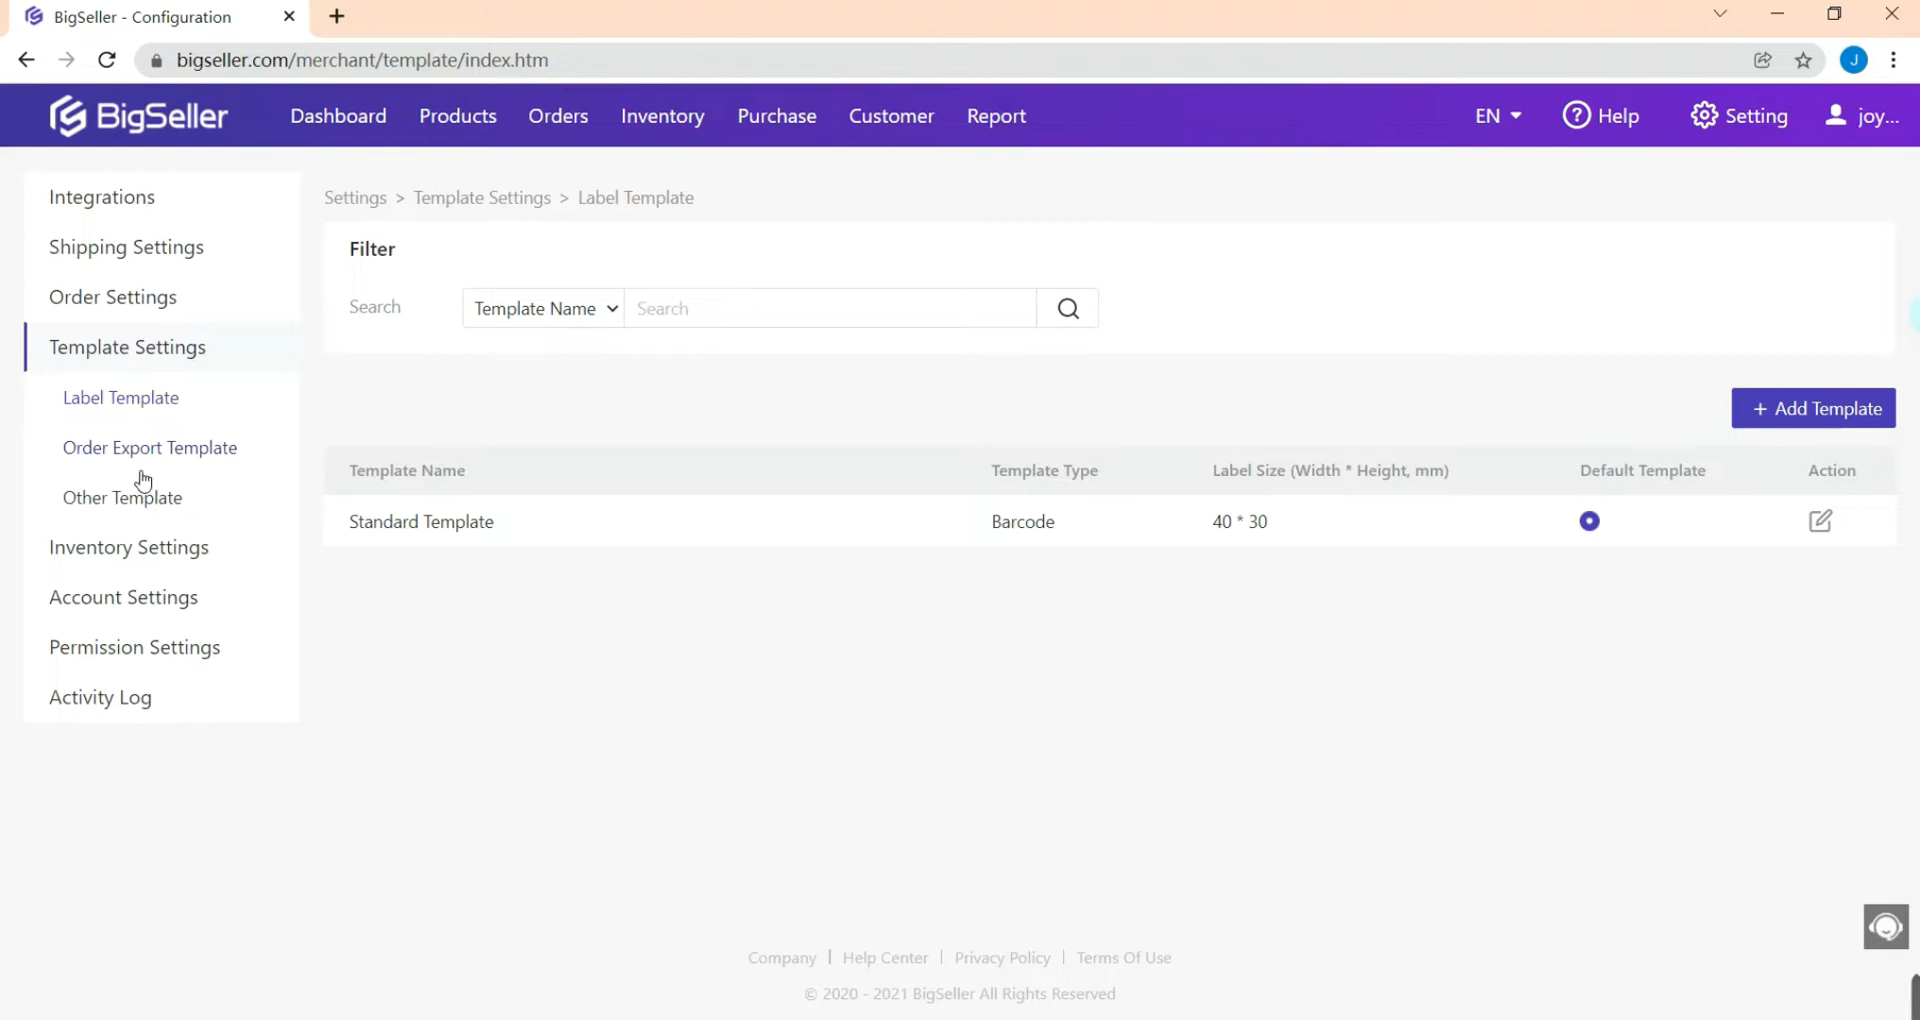 BigSeller - Configuration
bigseller.com/merchant/template/index.htm
J
BigSeller Dashboard Products Orders Inventory Purchase Customer Report EN Help Setting joy...
Integrations
Shipping Settings
Order Settings
Template Settings
Label Template
Order Export Template
Other Template
Inventory Settings
Account Settings
Permission Settings
Activity Log
Settings > Template Settings > Label Template
Filter
Search Template Name Search
+ Add Template
Template Name Template Type Label Size (Width * Height, mm) Default Template Action
Standard Template Barcode 40 * 30
Company | Help Center | Privacy Policy | Terms Of Use
© 2020 - 2021 BigSeller All Rights Reserved